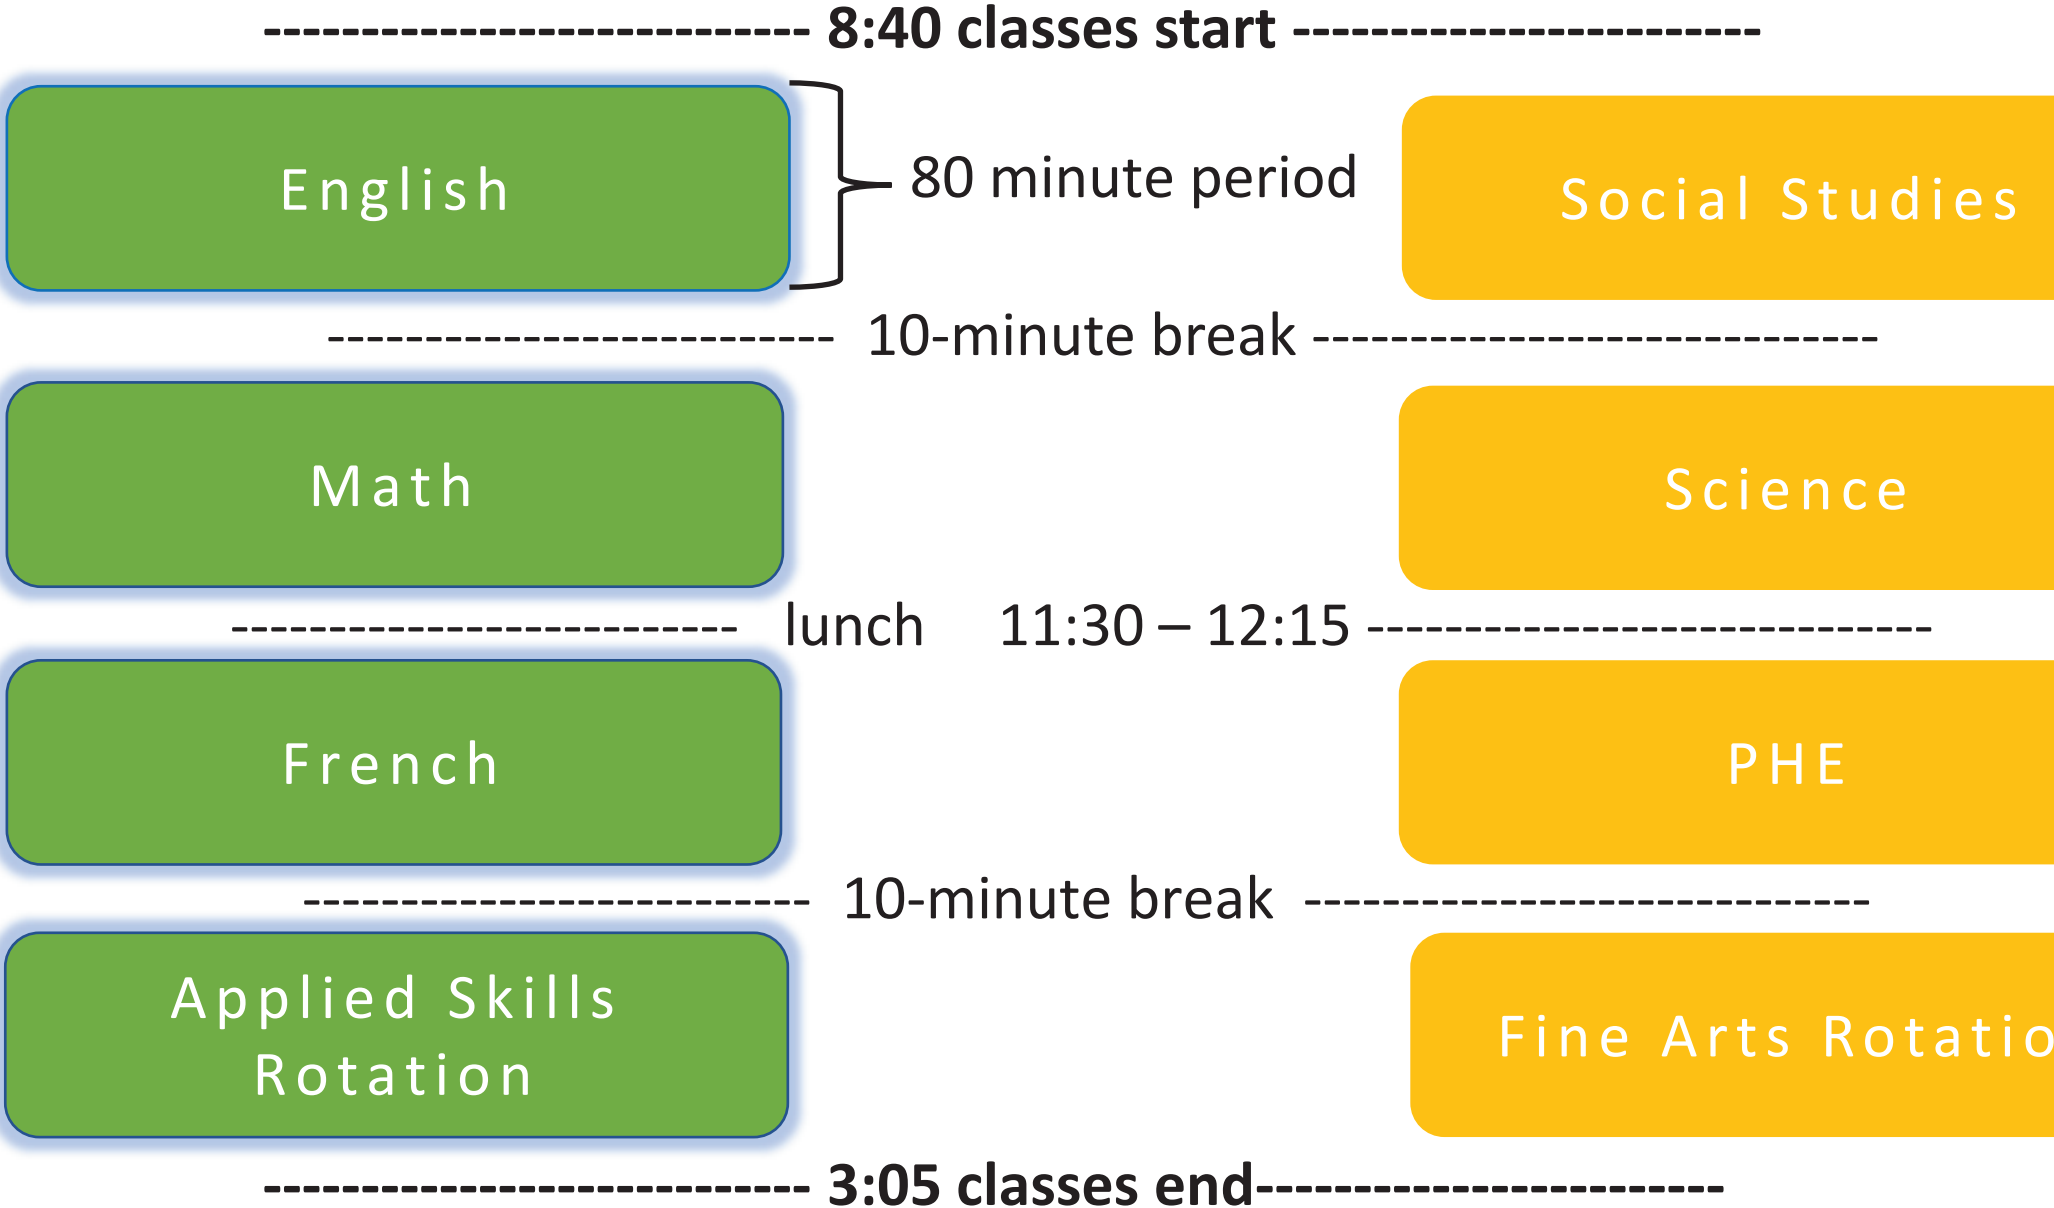 -------------------------- 8:40 classes start ----------------------
English
80 minute period
Social Studies
-------------------------- 10-minute break -----------------------------
Math
Science
-------------------------- lunch 11:30 – 12:15 -----------------------------
French
PHE
-------------------------- 10-minute break -----------------------------
Applied Skills
Rotation
Fine Arts Rotatio
-------------------------- 3:05 classes end----------------------